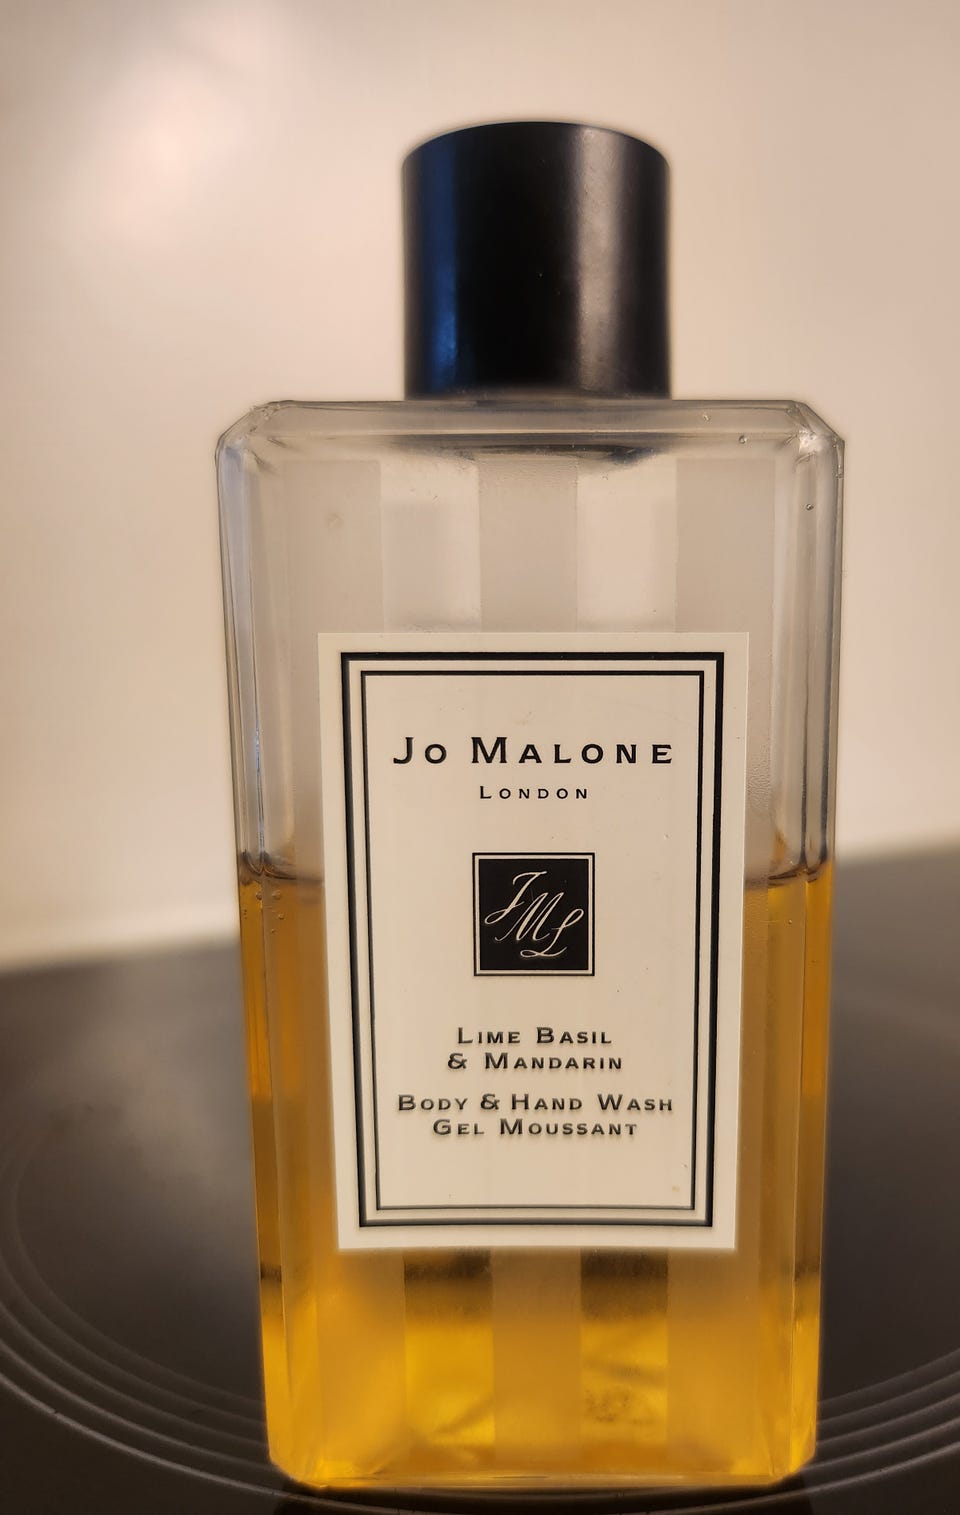 Jo Malone
London
JML
Lime Basil
& Mandarin
Body & Hand Wash
Gel Moussant